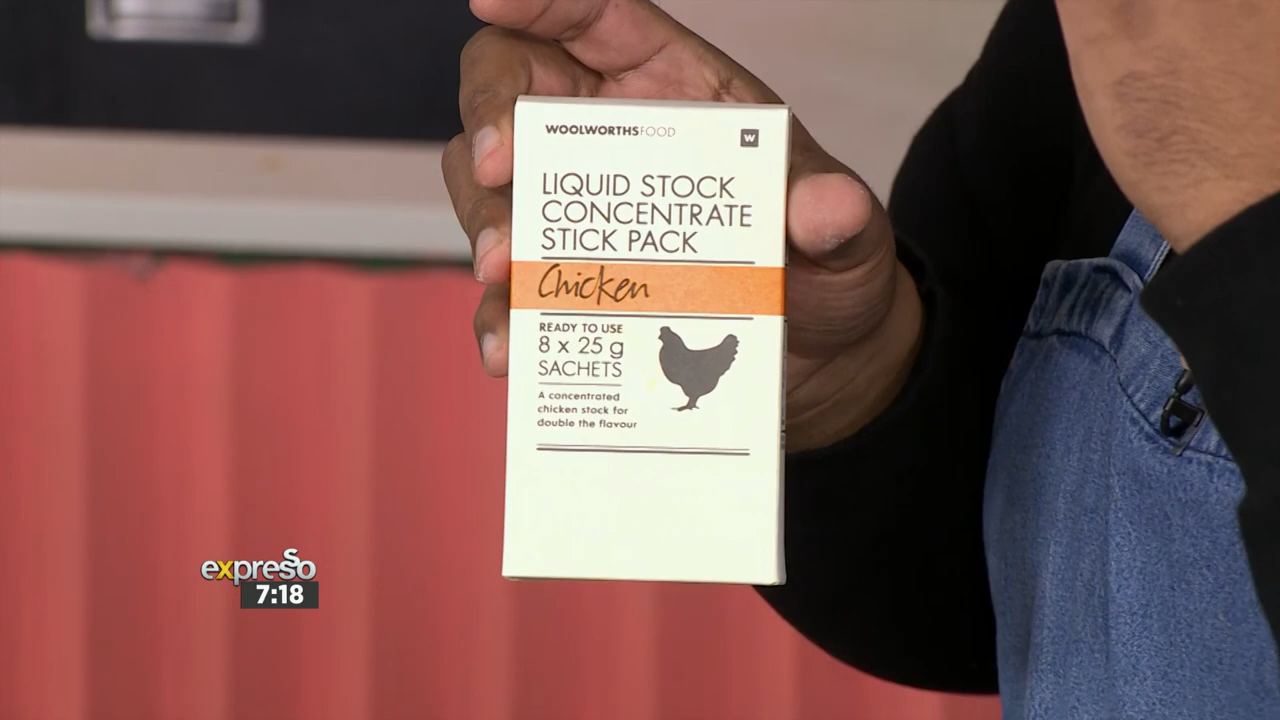 WOOLWORTHSFOOD
W
LIQUID STOCK
CONCENTRATE
STICK PACK
Chicken
READY TO USE
8 x 25 g
SACHETS
A concentrated
chicken stock for
double the flavour
expresso
7:18